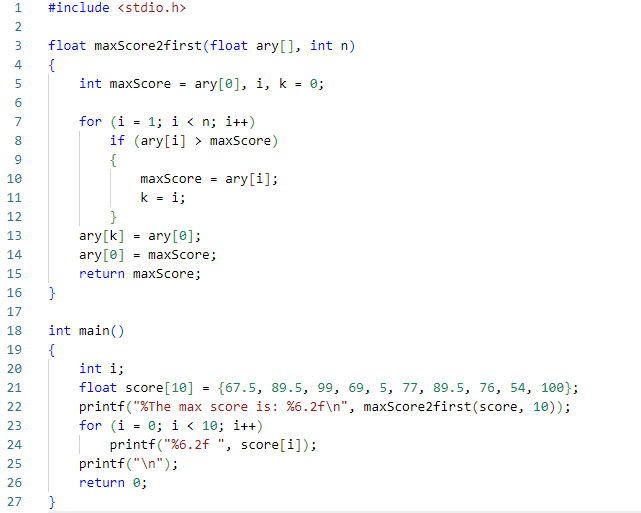 1 #include <stdio.h>
2
3 float maxScore2first(float ary[], int n)
4 {
5     int maxScore = ary[0], i, k = 0;
6
7     for (i = 1; i < n; i++)
8         if (ary[i] > maxScore)
9         {
10             maxScore = ary[i];
11             k = i;
12         }
13     ary[k] = ary[0];
14     ary[0] = maxScore;
15     return maxScore;
16 }
17
18 int main()
19 {
20     int i;
21     float score[10] = {67.5, 89.5, 99, 69, 5, 77, 89.5, 76, 54, 100};
22     printf("%The max score is: %6.2f\n", maxScore2first(score, 10));
23     for (i = 0; i < 10; i++)
24         printf("%6.2f ", score[i]);
25     printf("\n");
26     return 0;
27 }